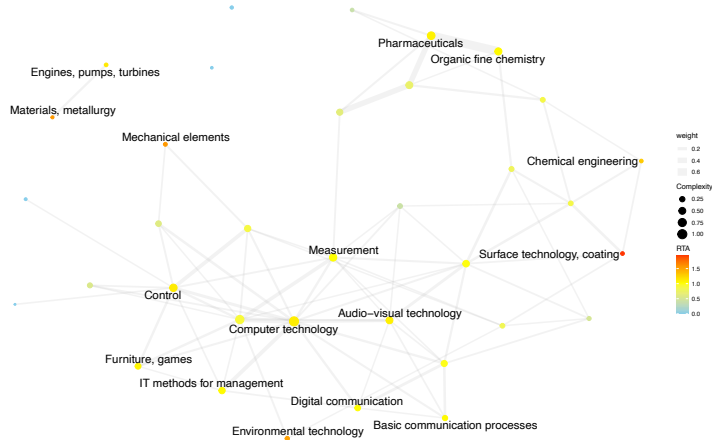 Pharmaceuticals
Organic fine chemistry
Engines, pumps, turbines
Materials, metallurgy
Mechanical elements
Chemical engineering
Measurement
Surface technology, coating
Control
Audio−visual technology
Computer technology
Furniture, games
IT methods for management
Digital communication
Basic communication processes
Environmental technology
weight
0.2
0.4
0.6
Complexity
0.25
0.50
0.75
1.00
RTA
1.5
1.0
0.5
0.0